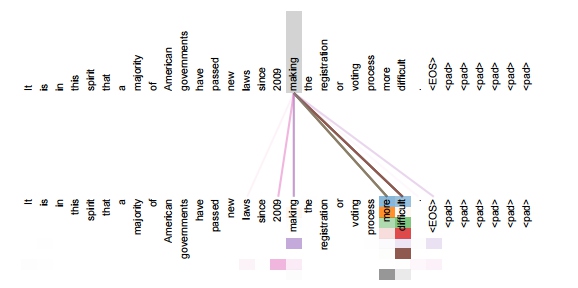 It is in this spirit that a majority of American governments have passed new laws since 2009 making the registration or voting process more difficult . <EOS> <pad> <pad> <pad> <pad> <pad> <pad>
It is in this spirit that a majority of American governments have passed new laws since 2009 making the registration or voting process more difficult . <EOS> <pad> <pad> <pad> <pad> <pad> <pad>